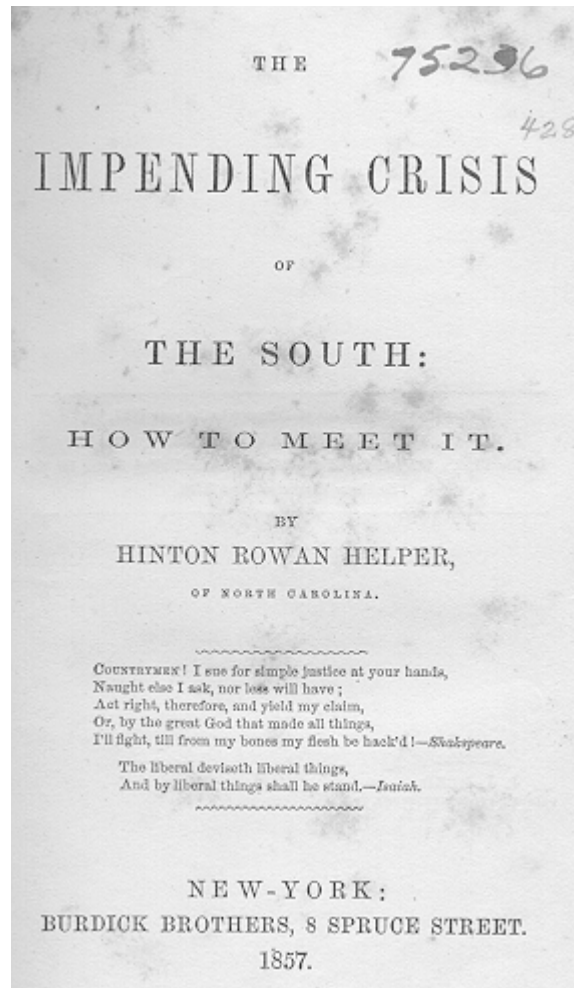 THE
75236
428
IMPENDING CRISIS
OF
THE SOUTH:
HOW TO MEET IT.
BY
HINTON ROWAN HELPER,
OF NORTH CAROLINA.
COUNTRYMEN! I sue for simple justice at your hands,
Naught else I ask, nor less will have;
Act right, therefore, and yield my claim,
Or, by the great God that made all things,
I'll fight, till from my bones my flesh be hack'd!—Shakspeare.
The liberal deviseth liberal things,
And by liberal things shall he stand.—Isaiah.
NEW-YORK:
BURDICK BROTHERS, 8 SPRUCE STREET.
1857.